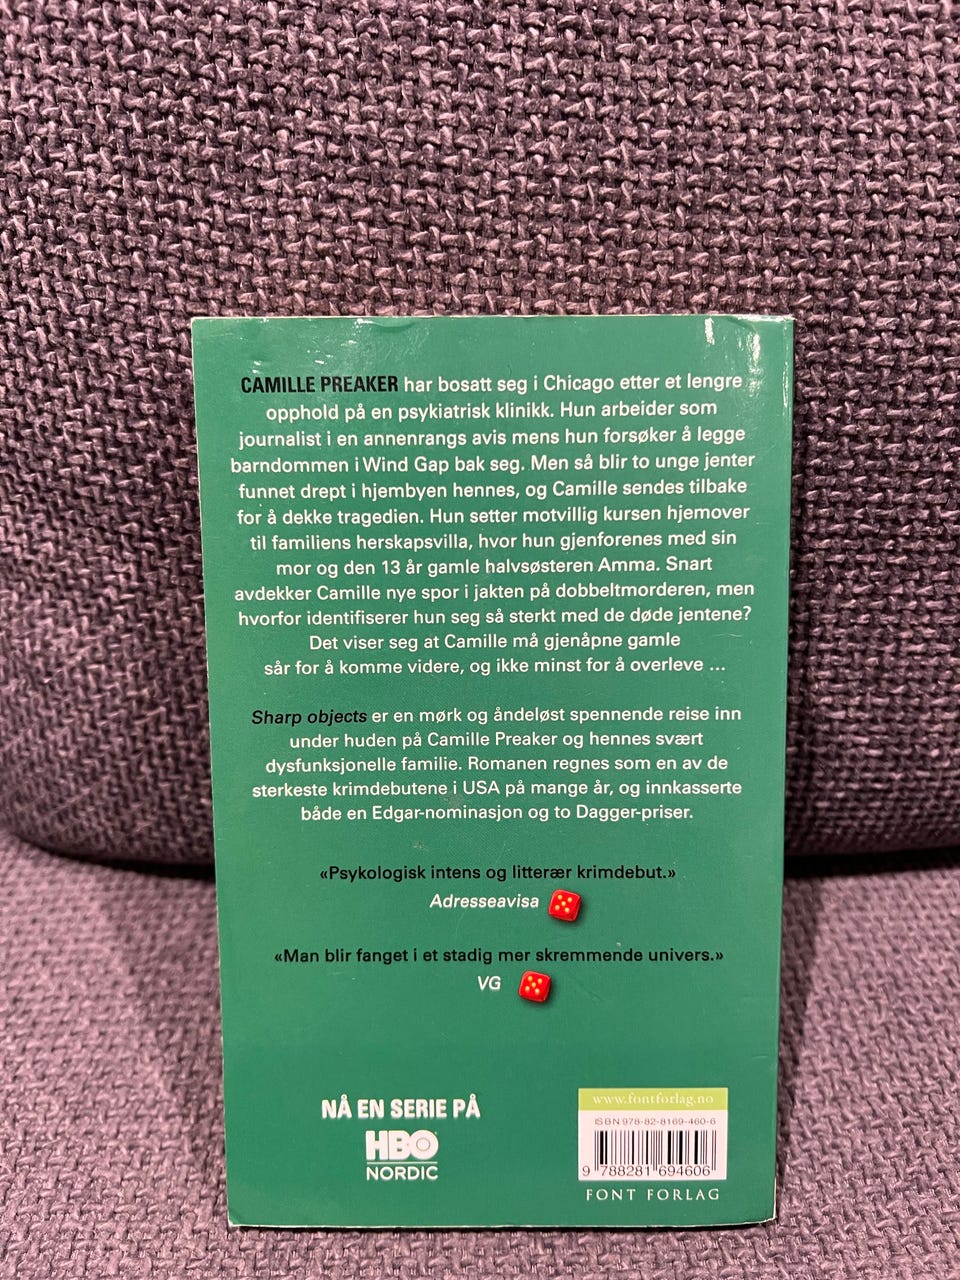 CAMILLE PREAKER har bosatt seg i Chicago etter et lengre
opphold på en psykiatrisk klinikk. Hun arbeider som
journalist i en annenrangs avis mens hun forsøker å legge
barndommen i Wind Gap bak seg. Men så blir to unge jenter
funnet drept i hjembyen hennes, og Camille sendes tilbake
for å dekke tragedien. Hun setter motvillig kursen hjemover
til familiens herskapsvilla, hvor hun gjenforenes med sin
mor og den 13 år gamle halvsøsteren Amma. Snart
avdekker Camille nye spor i jakten på dobbeltmorderen, men
hvorfor identifiserer hun seg så sterkt med de døde jentene?
Det viser seg at Camille må gjenåpne gamle
sår for å komme videre, og ikke minst for å overleve ...
Sharp objects er en mørk og åndeløst spennende reise inn
under huden på Camille Preaker og hennes svært
dysfunksjonelle familie. Romanen regnes som en av de
sterkeste krimdebutene i USA på mange år, og innkasserte
både en Edgar-nominasjon og to Dagger-priser.
«Psykologisk intens og litterær krimdebut.»
Adresseavisa
«Man blir fanget i et stadig mer skremmende univers.»
VG
NÅ EN SERIE PÅ
HBO
NORDIC
www.fontforlag.no
ISBN 978-82-8169-460-6
9 788281 694606
FONT FORLAG